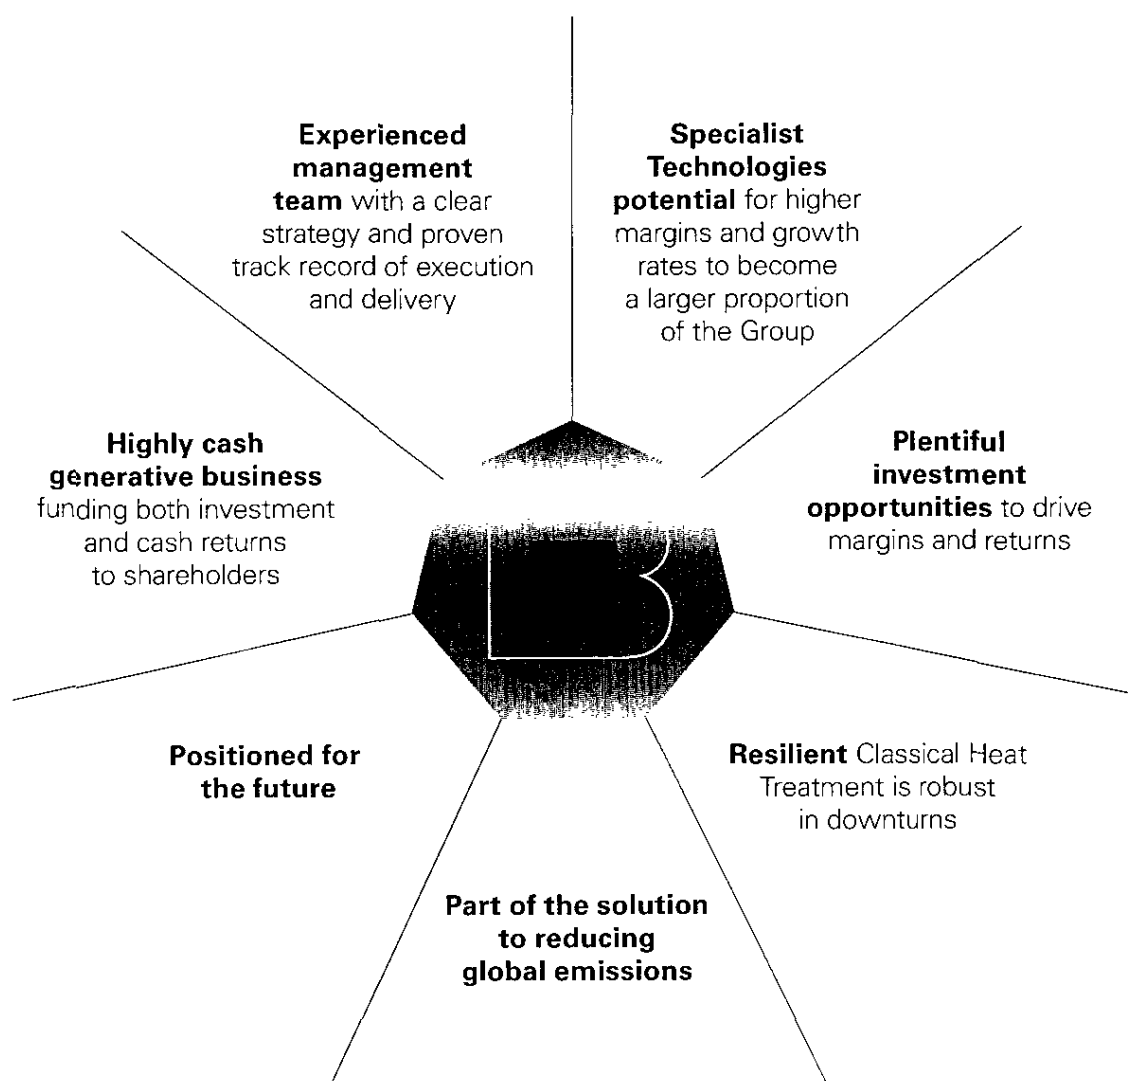 Experienced
management
team with a clear
strategy and proven
track record of execution
and delivery
Specialist
Technologies
potential for higher
margins and growth
rates to become
a larger proportion
of the Group
Highly cash
generative business
funding both investment
and cash returns
to shareholders
Plentiful
investment
opportunities to drive
margins and returns
B
Positioned for
the future
Resilient Classical Heat
Treatment is robust
in downturns
Part of the solution
to reducing
global emissions